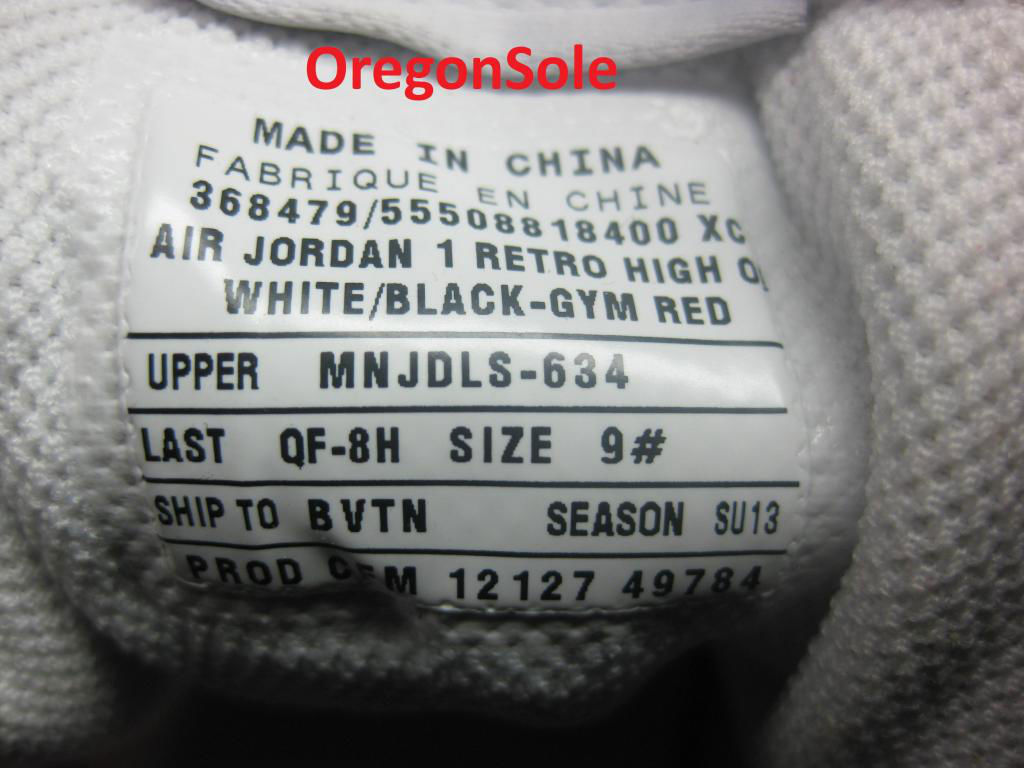 OregonSole
MADE IN CHINA
FABRIQUE EN CHINE
368479/55508818400 XC
AIR JORDAN 1 RETRO HIGH
WHITE/BLACK-GYM RED
UPPER MNJDLS-634
LAST QF-8H SIZE 9#
SHIP TO BVTN SEASON SU13
PROD CFM 12127 49784